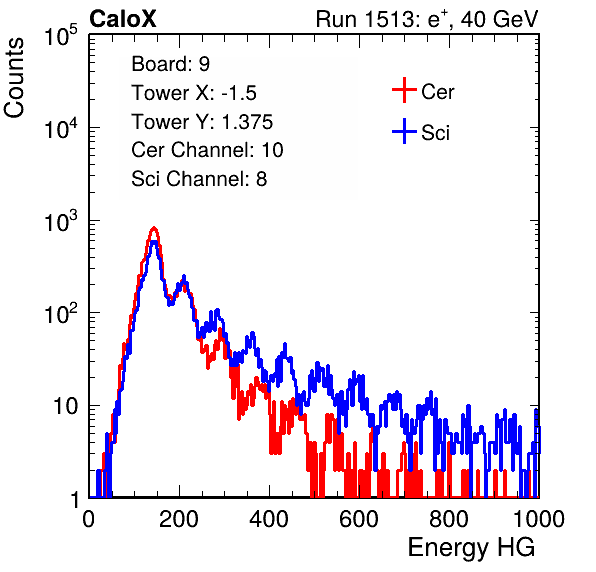 CaloX Run 1513: e⁺, 40 GeV
Counts
Board: 9
Tower X: -1.5
Tower Y: 1.375
Cer Channel: 10
Sci Channel: 8
Cer
Sci
10⁵
10⁴
10³
10²
10
1
0 200 400 600 800 1000
Energy HG